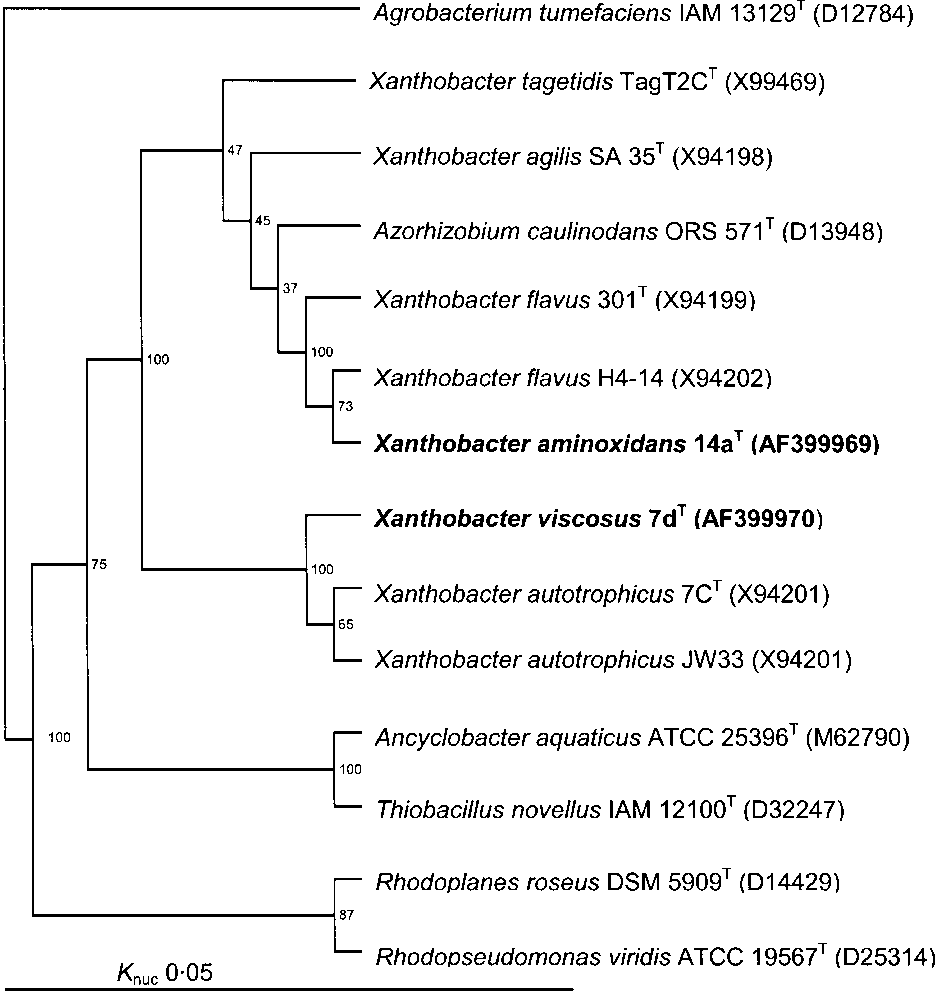 Agrobacterium tumefaciens IAM 13129ᵀ (D12784)
Xanthobacter tagetidis TagT2Cᵀ (X99469)
47
Xanthobacter agilis SA 35ᵀ (X94198)
45
Azorhizobium caulinodans ORS 571ᵀ (D13948)
37
Xanthobacter flavus 301ᵀ (X94199)
100
100
Xanthobacter flavus H4-14 (X94202)
73
Xanthobacter aminoxidans 14aᵀ (AF399969)
Xanthobacter viscosus 7dᵀ (AF399970)
75
100
Xanthobacter autotrophicus 7Cᵀ (X94201)
65
Xanthobacter autotrophicus JW33 (X94201)
100
Ancyclobacter aquaticus ATCC 25396ᵀ (M62790)
100
Thiobacillus novellus IAM 12100ᵀ (D32247)
Rhodoplanes roseus DSM 5909ᵀ (D14429)
87
Rhodopseudomonas viridis ATCC 19567ᵀ (D25314)
Knuc 0·05